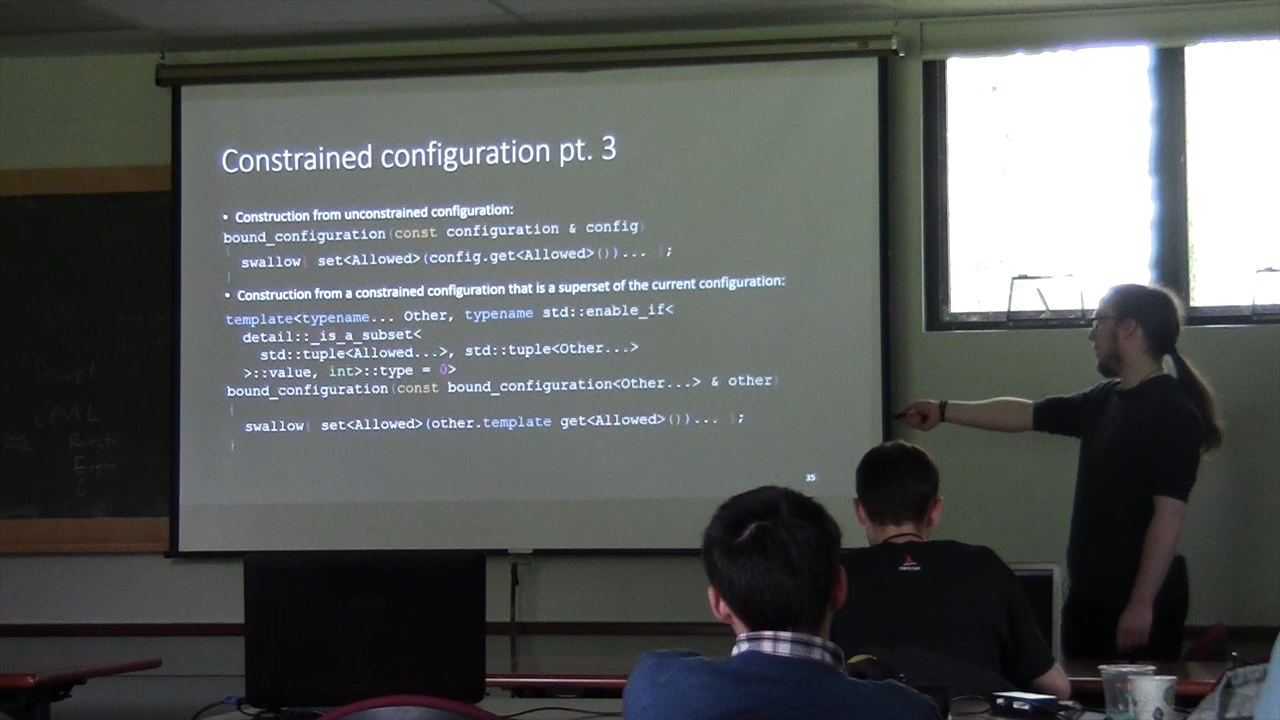 Constrained configuration pt. 3
• Construction from unconstrained configuration:
bound_configuration(const configuration & config)
{
swallow{ set<Allowed>(config.get<Allowed>())... };
}
• Construction from a constrained configuration that is a superset of the current configuration:
template<typename... Other, typename std::enable_if<
detail::_is_a_subset<
std::tuple<Allowed...>, std::tuple<Other...>
>::value, int>::type = 0>
bound_configuration(const bound_configuration<Other...> & other)
{
swallow{ set<Allowed>(other.template get<Allowed>())... };
}
35